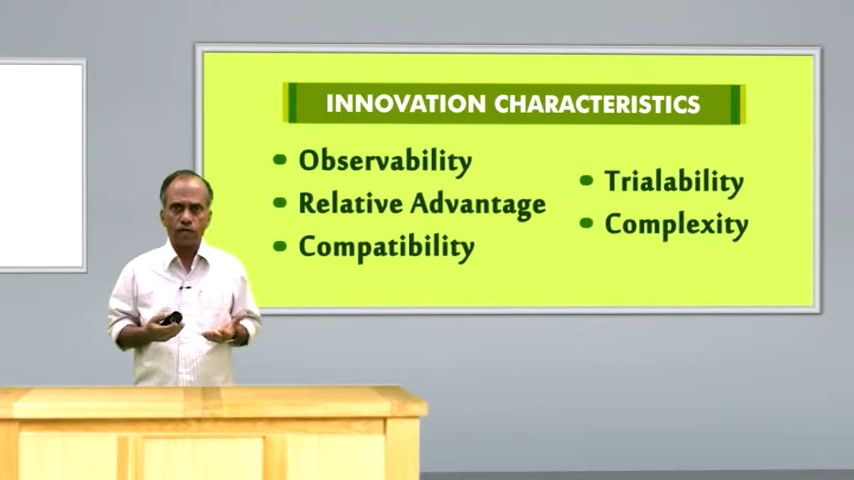 INNOVATION CHARACTERISTICS
Observability
Relative Advantage
Compatibility
Trialability
Complexity